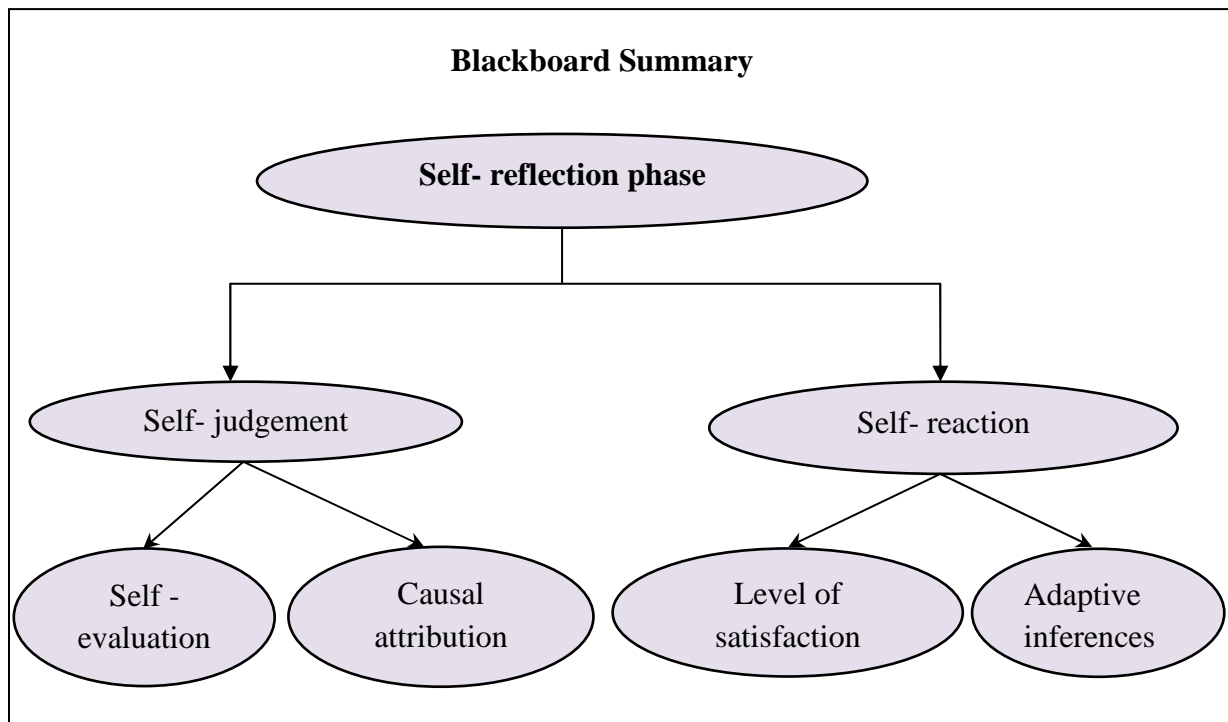 Blackboard Summary
Self- reflection phase
Self- judgement
Self- reaction
Self -
evaluation
Causal
attribution
Level of
satisfaction
Adaptive
inferences